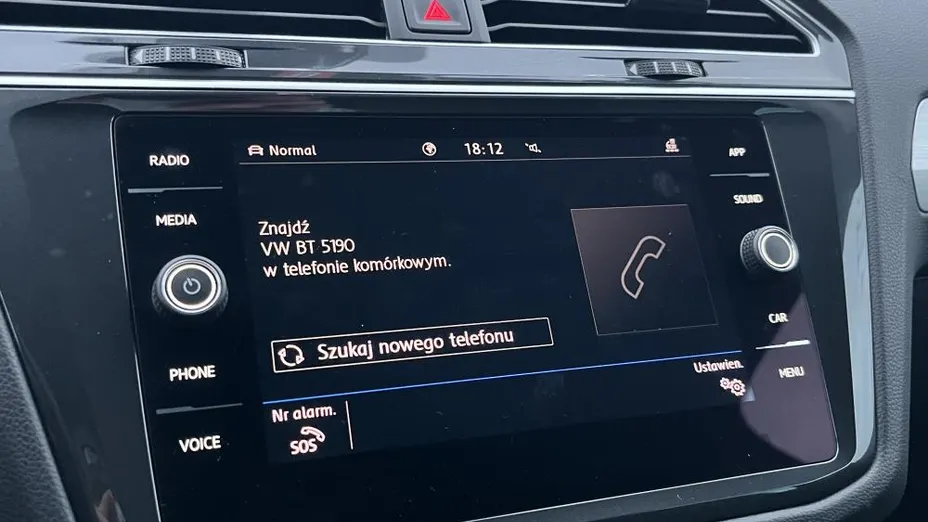 RADIO
MEDIA
PHONE
VOICE
Normal
18:12
Znajdź
VW BT 5190
w telefonie komórkowym.
Szukaj nowego telefonu
Nr alarm.
SOS
Ustawien.
APP
SOUND
CAR
MENU